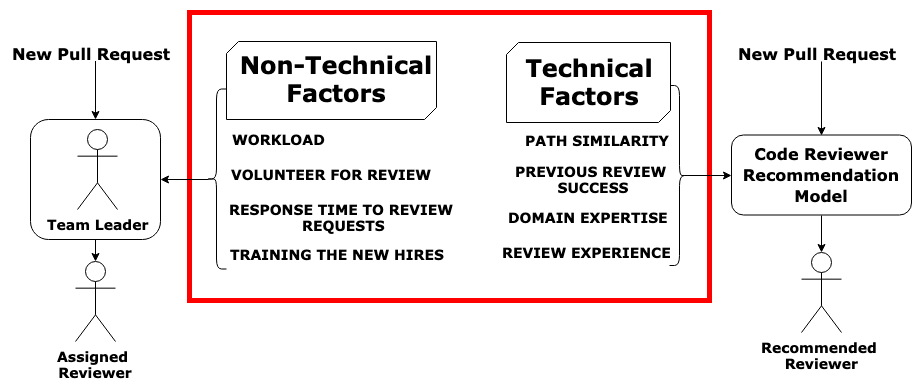 New Pull Request
Team Leader
Assigned
Reviewer
Non-Technical
Factors
WORKLOAD
VOLUNTEER FOR REVIEW
RESPONSE TIME TO REVIEW
REQUESTS
TRAINING THE NEW HIRES
Technical
Factors
PATH SIMILARITY
PREVIOUS REVIEW
SUCCESS
DOMAIN EXPERTISE
REVIEW EXPERIENCE
New Pull Request
Code Reviewer
Recommendation
Model
Recommended
Reviewer